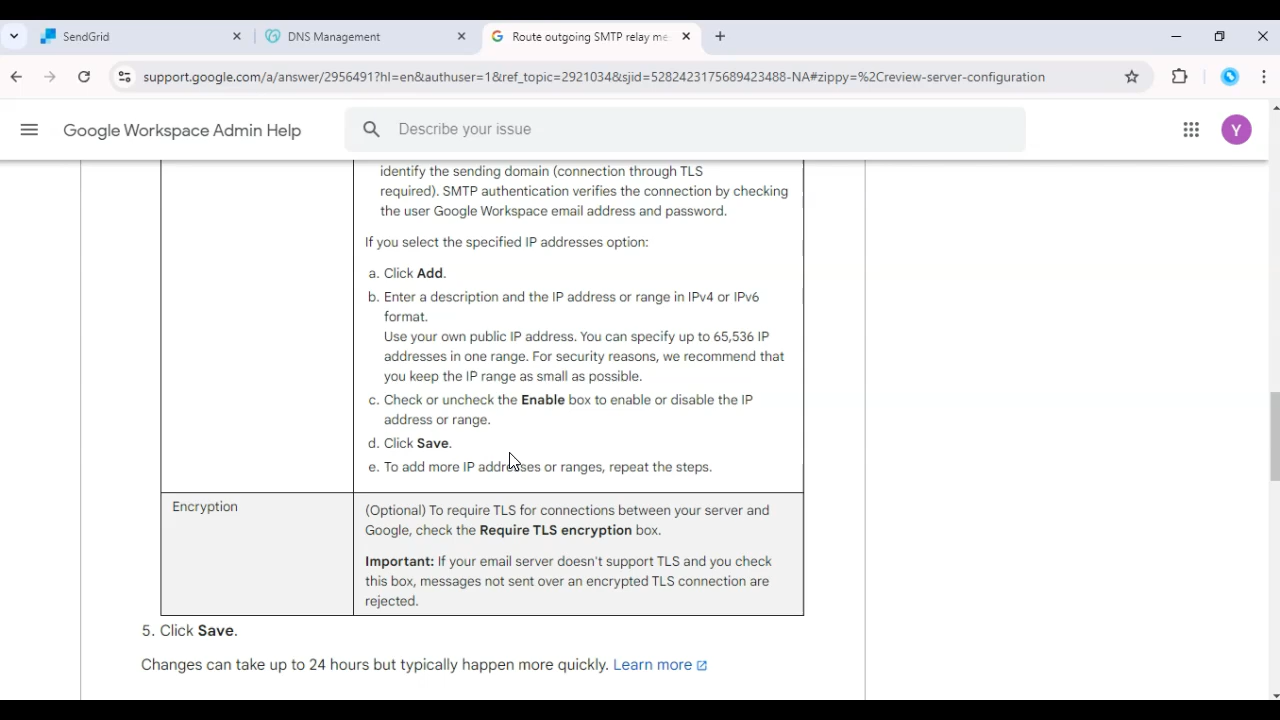 SendGrid
DNS Management
Route outgoing SMTP relay me
support.google.com/a/answer/2956491?hl=en&authuser=1&ref_topic=2921034&sjid=5282423175689423488-NA#zippy=%2Creview-server-configuration
Google Workspace Admin Help
Describe your issue
Y
identify the sending domain (connection through TLS
required). SMTP authentication verifies the connection by checking
the user Google Workspace email address and password.
If you select the specified IP addresses option:
a. Click Add.
b. Enter a description and the IP address or range in IPv4 or IPv6
format.
Use your own public IP address. You can specify up to 65,536 IP
addresses in one range. For security reasons, we recommend that
you keep the IP range as small as possible.
c. Check or uncheck the Enable box to enable or disable the IP
address or range.
d. Click Save.
e. To add more IP addresses or ranges, repeat the steps.
Encryption
(Optional) To require TLS for connections between your server and
Google, check the Require TLS encryption box.
Important: If your email server doesn't support TLS and you check
this box, messages not sent over an encrypted TLS connection are
rejected.
5. Click Save.
Changes can take up to 24 hours but typically happen more quickly. Learn more